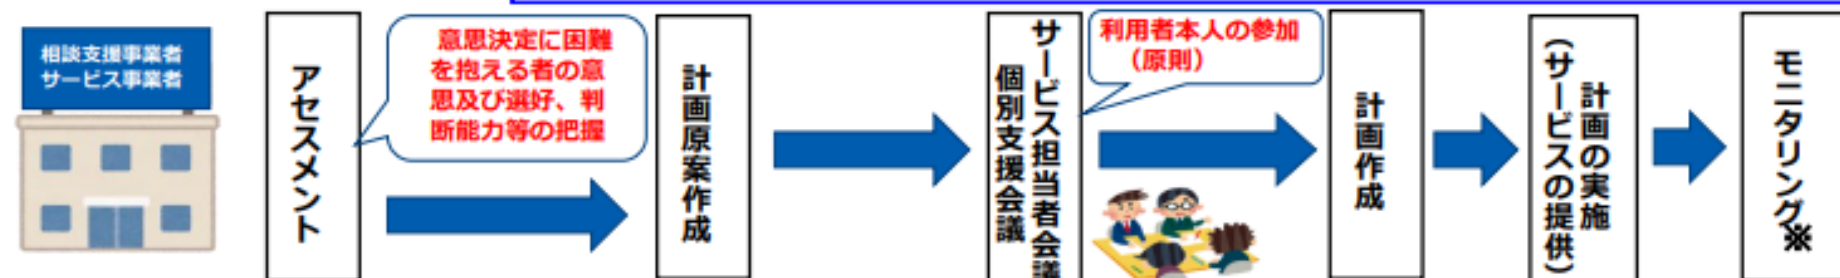 相談支援事業者
サービス事業者
アセスメント
意思決定に困難
を抱える者の意
思及び選好、判
断能力等の把握
計画原案作成
サービス担当者会議
個別支援会議
利用者本人の参加
（原則）
計画作成
計画の実施
（サービスの提供）
モニタリング※